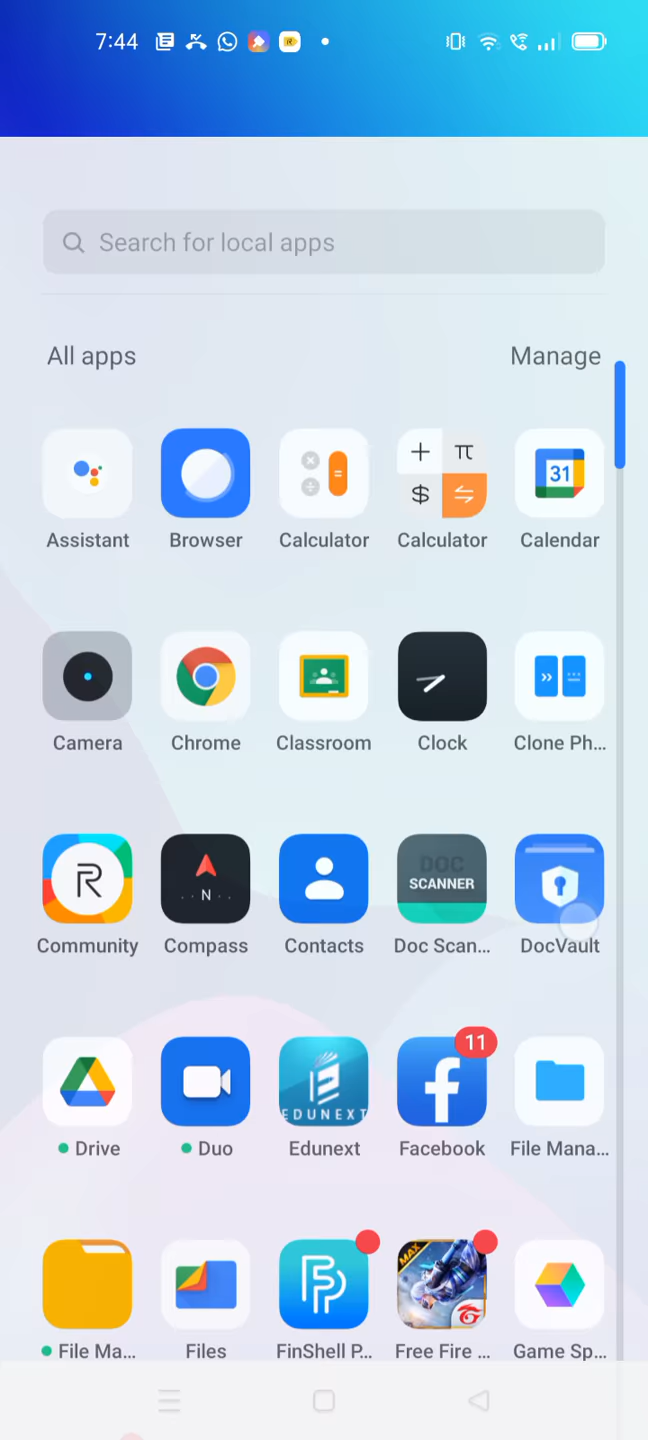 7:44
Search for local apps
All apps Manage
31
Assistant Browser Calculator Calculator Calendar
Camera Chrome Classroom Clock Clone Ph...
R N DOC
SCANNER
Community Compass Contacts Doc Scan... DocVault
11
EDUNEXT
Drive Duo Edunext Facebook File Mana...
MAX
File Ma... Files FinShell P... Free Fire ... Game Sp...